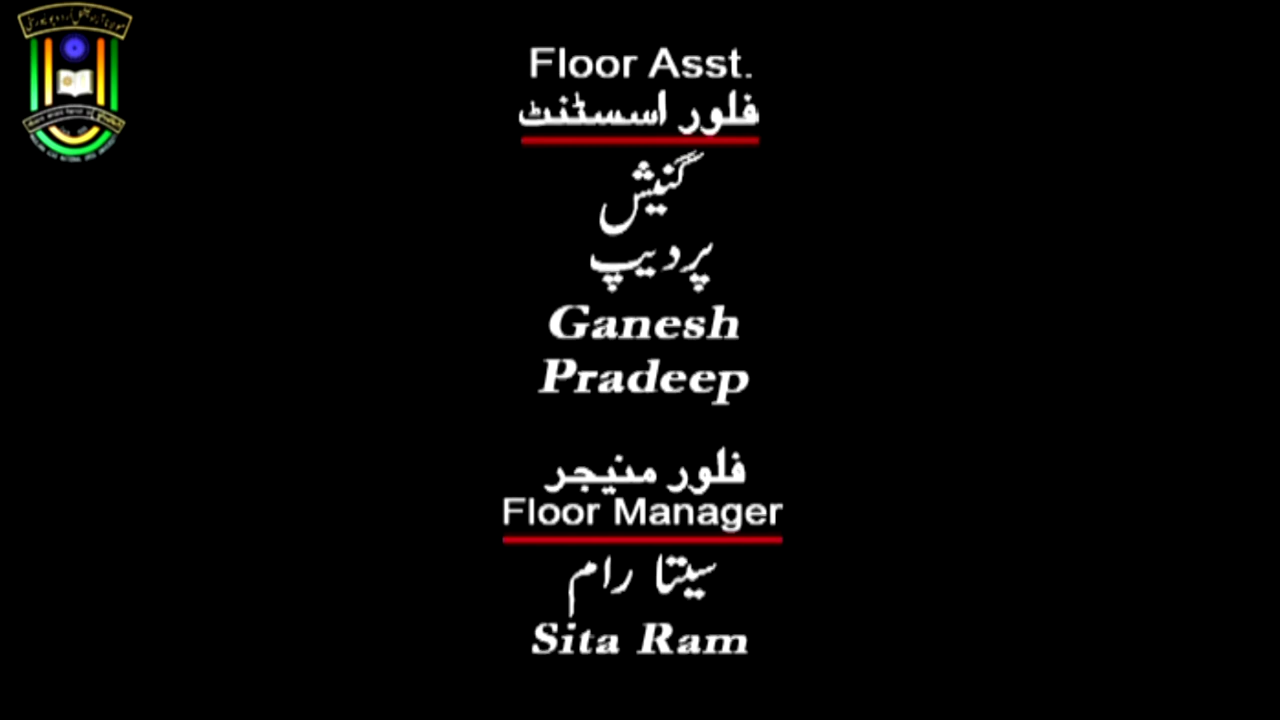 Floor Asst.
فلور اسسٹنٹ
گنیش
پردیپ
Ganesh
Pradeep
فلور منیجر
Floor Manager
سیتا رام
Sita Ram